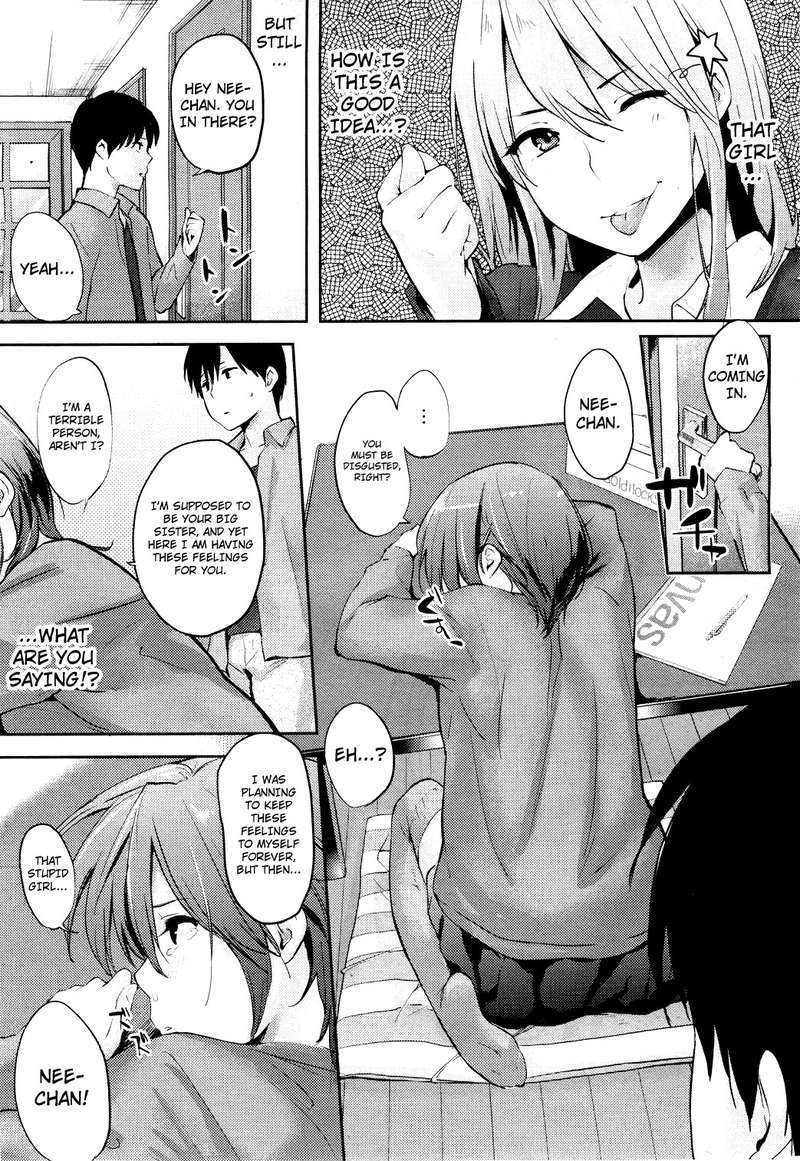 THAT
GIRL
...
HOW IS
THIS A
GOOD
IDEA...?
BUT
STILL
...
HEY NEE-
CHAN. YOU
IN THERE?
トン
トン
YEAH...
I'M
COMING
IN.
ガチャ
NEE-
CHAN.
oldilocks
nvas
...
YOU
MUST BE
DISGUSTED,
RIGHT?
I'M SUPPOSED TO
BE YOUR BIG
SISTER, AND YET
HERE I AM HAVING
THESE FEELINGS
FOR YOU.
I'M A
TERRIBLE
PERSON,
AREN'T I?
...WHAT
ARE YOU
SAYING!?
EH...?
I WAS
PLANNING
TO KEEP
THESE
FEELINGS
TO MYSELF
FOREVER,
BUT THEN...
THAT
STUPID
GIRL...
NEE-
CHAN!